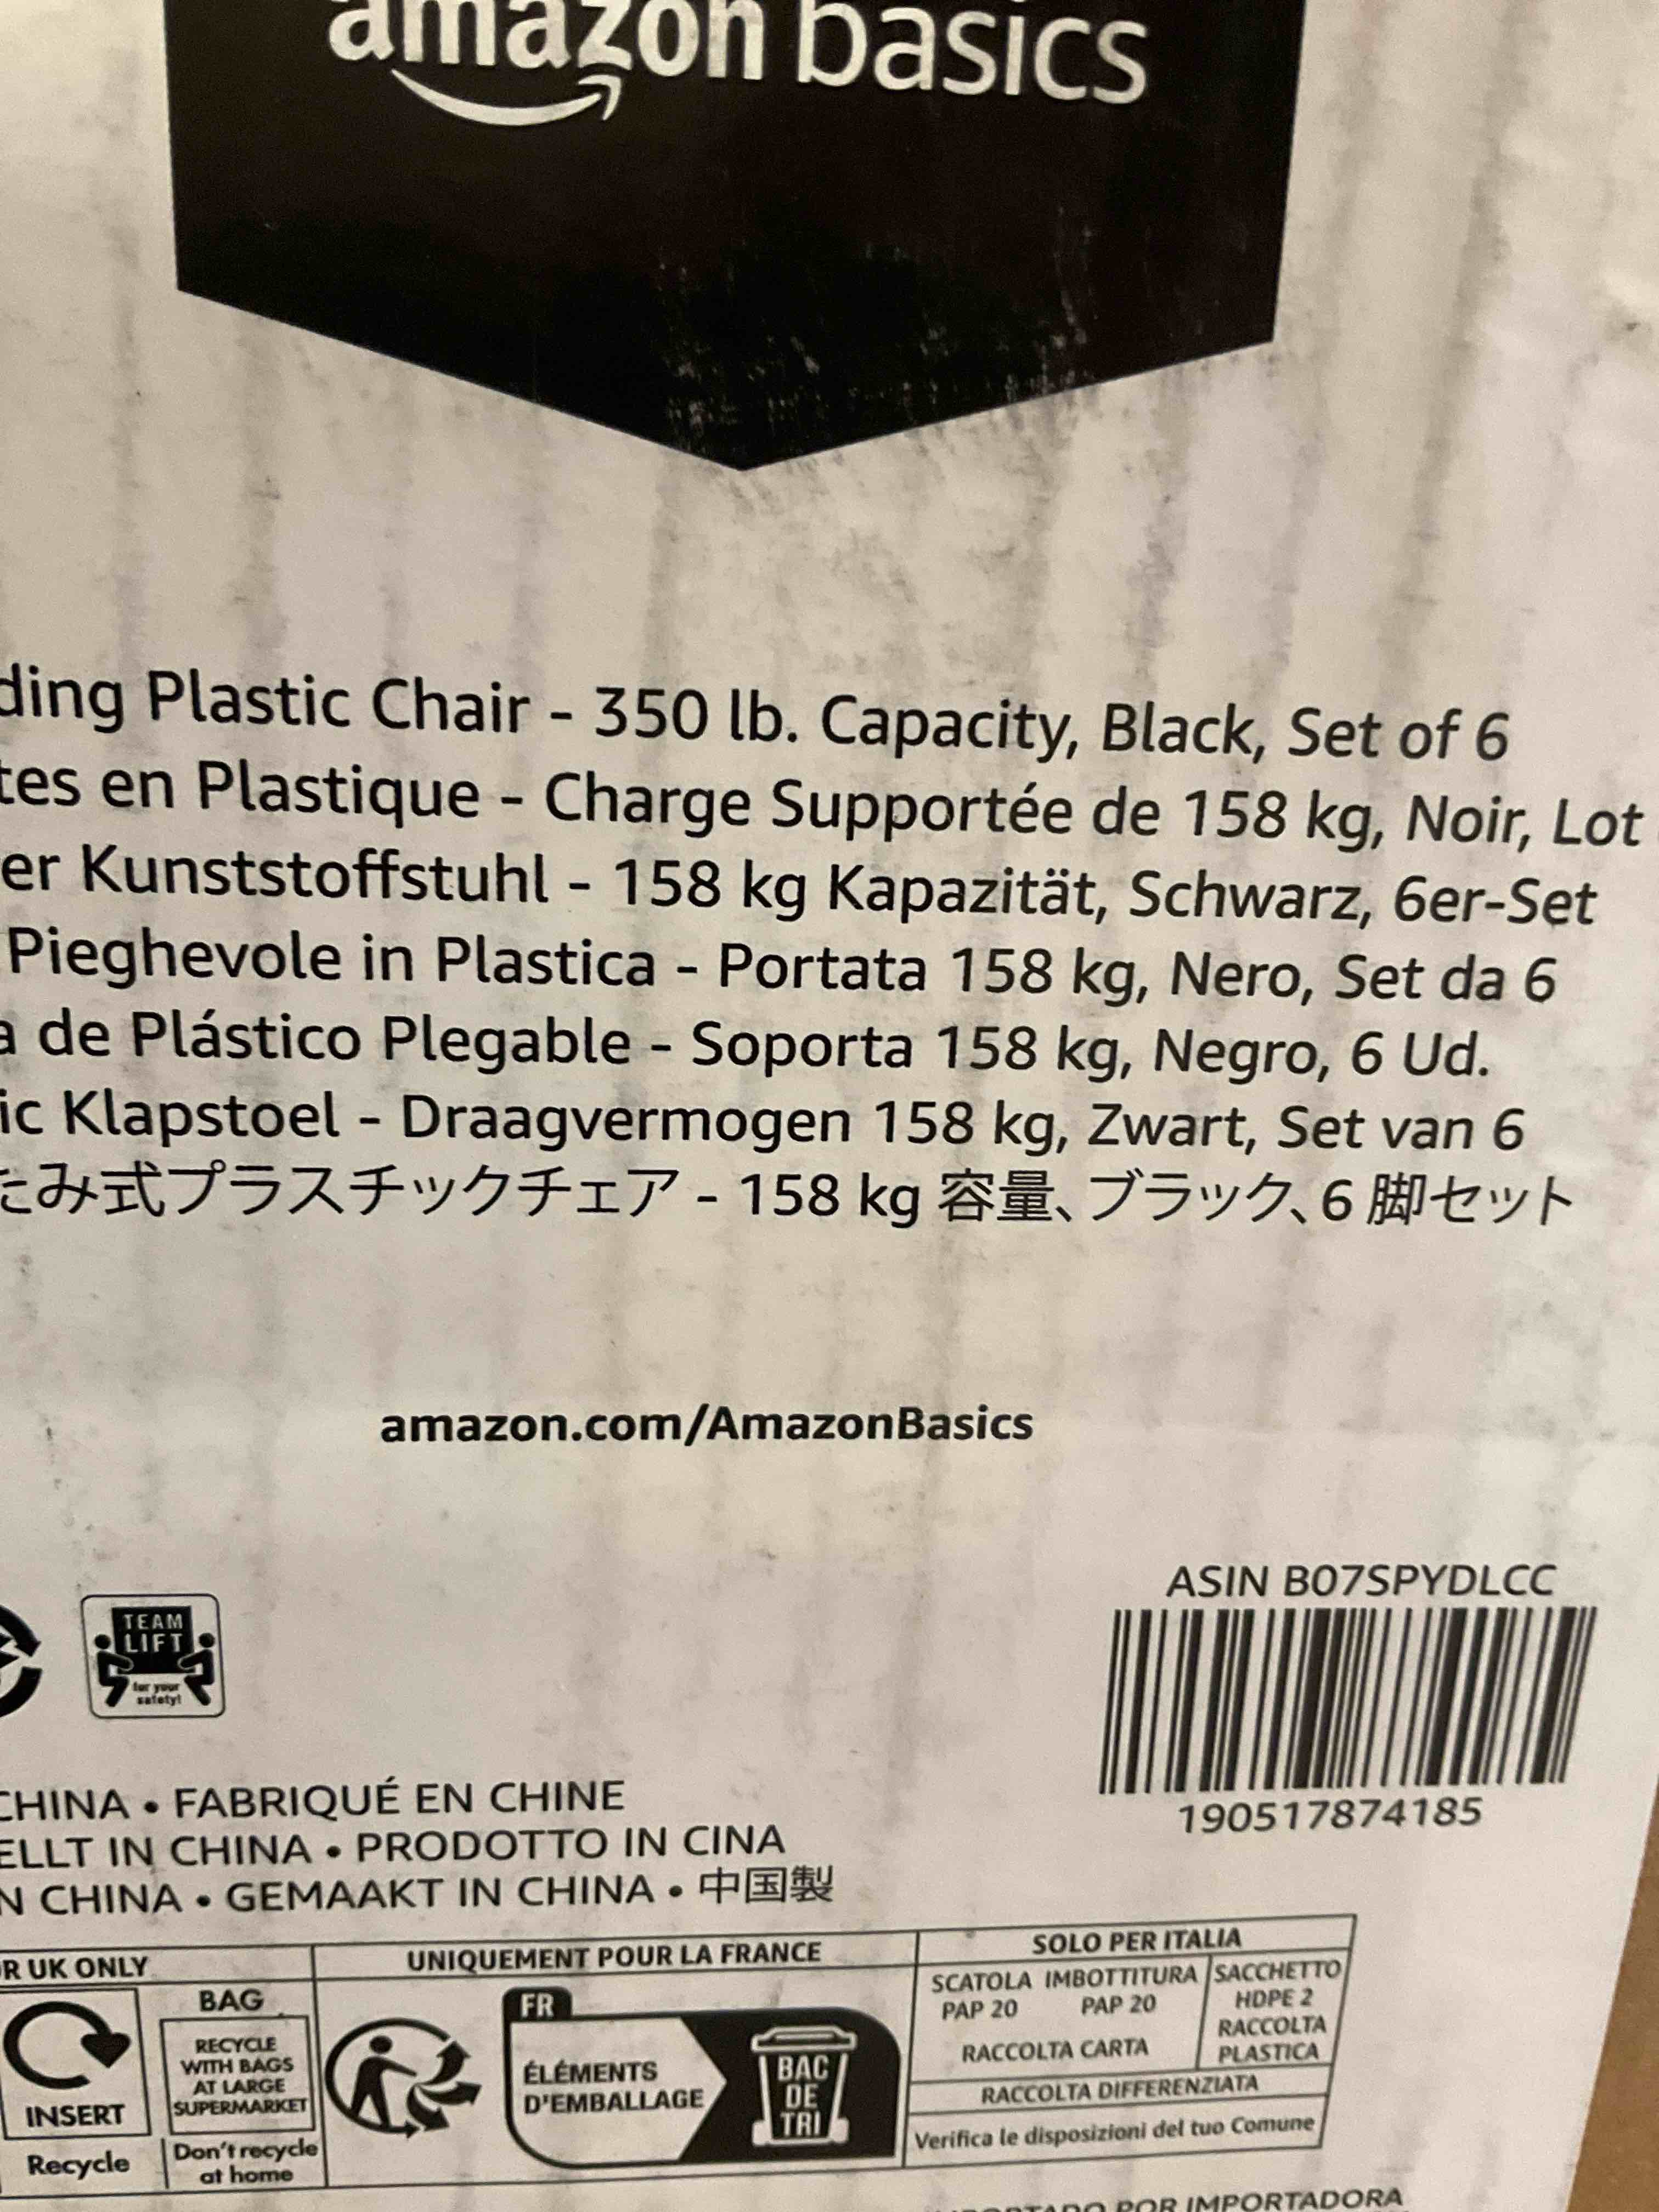 amazon basics
ding Plastic Chair - 350 lb. Capacity, Black, Set of 6
tes en Plastique - Charge Supportée de 158 kg, Noir, Lot
er Kunststoffstuhl - 158 kg Kapazität, Schwarz, 6er-Set
Pieghevole in Plastica - Portata 158 kg, Nero, Set da 6
a de Plástico Plegable - Soporta 158 kg, Negro, 6 Ud.
ic Klapstoel - Draagvermogen 158 kg, Zwart, Set van 6
たみ式プラスチックチェア - 158 kg 容量、ブラック、6 脚セット
amazon.com/AmazonBasics
TEAM
LIFT
for your
safety!
ASIN B07SPYDLCC
190517874185
CHINA • FABRIQUÉ EN CHINE
ELLT IN CHINA • PRODOTTO IN CINA
N CHINA • GEMAAKT IN CHINA • 中国製
R UK ONLY
INSERT
Recycle
BAG
RECYCLE
WITH BAGS
AT LARGE
SUPERMARKET
Don't recycle
at home
UNIQUEMENT POUR LA FRANCE
FR
ÉLÉMENTS
D'EMBALLAGE
BAC
DE
TRI
SOLO PER ITALIA
SCATOLA IMBOTTITURA
PAP 20 PAP 20
RACCOLTA CARTA
SACCHETTO
HDPE 2
RACCOLTA
PLASTICA
RACCOLTA DIFFERENZIATA
Verifica le disposizioni del tuo Comune
POR IMPORTADORA